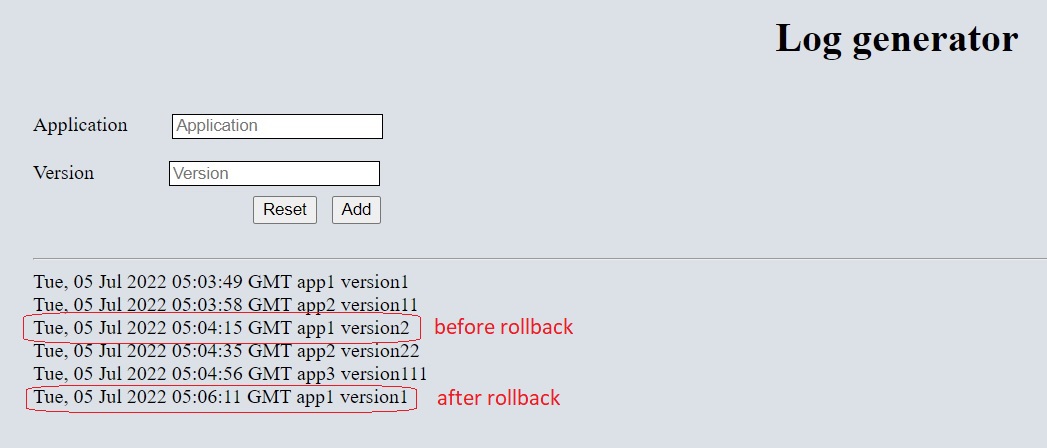 Log generator
Application Application
Version Version
Reset Add
Tue, 05 Jul 2022 05:03:49 GMT app1 version1
Tue, 05 Jul 2022 05:03:58 GMT app2 version11
Tue, 05 Jul 2022 05:04:15 GMT app1 version2 before rollback
Tue, 05 Jul 2022 05:04:35 GMT app2 version22
Tue, 05 Jul 2022 05:04:56 GMT app3 version111
Tue, 05 Jul 2022 05:06:11 GMT app1 version1 after rollback